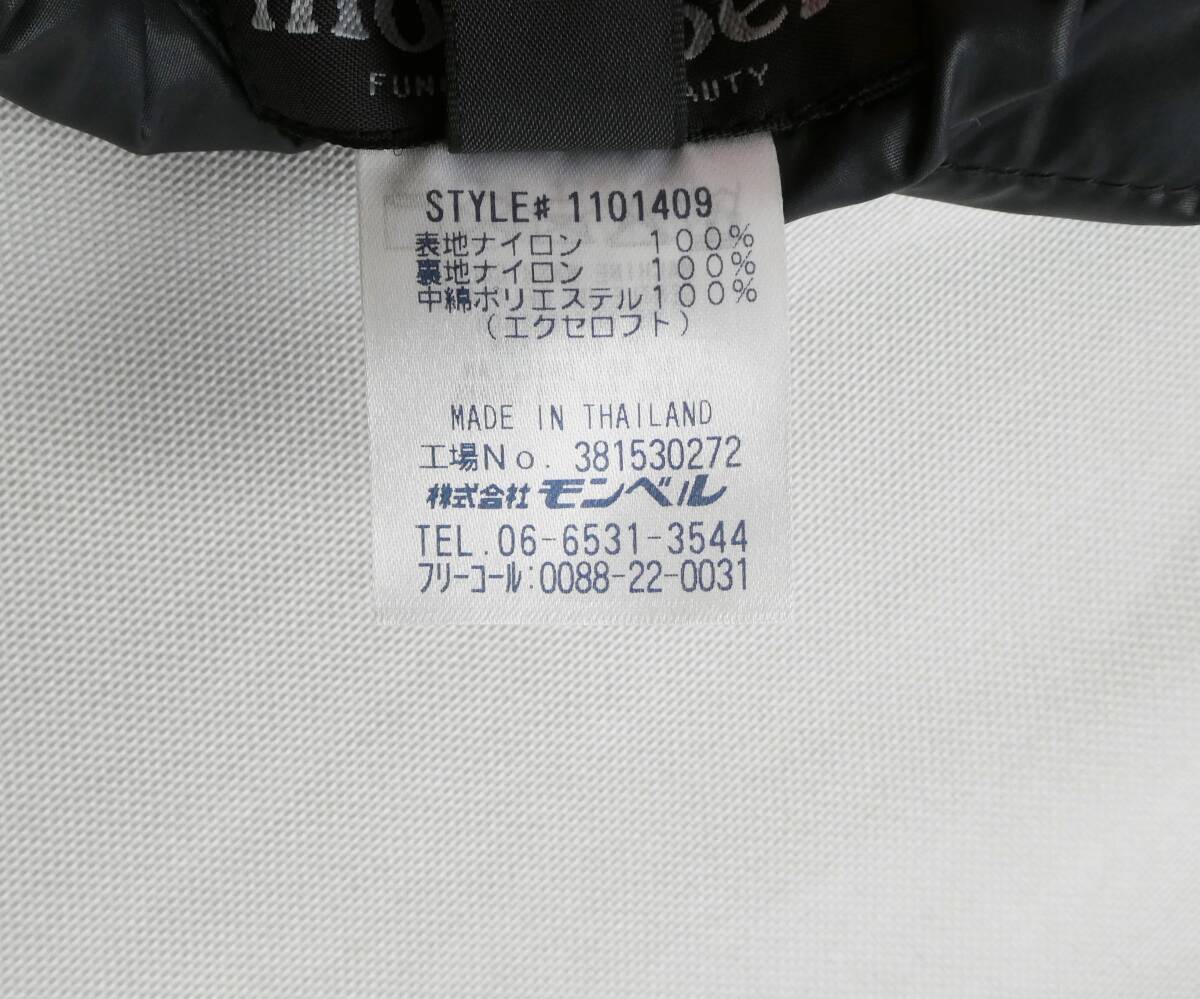 STYLE# 1101409
表地ナイロン 100%
裏地ナイロン 100%
中綿ポリエステル100%
(エクセロフト)
MADE IN THAILAND
工場No. 381530272
株式会社モンベル
TEL.06-6531-3544
フリーコール:0088-22-0031